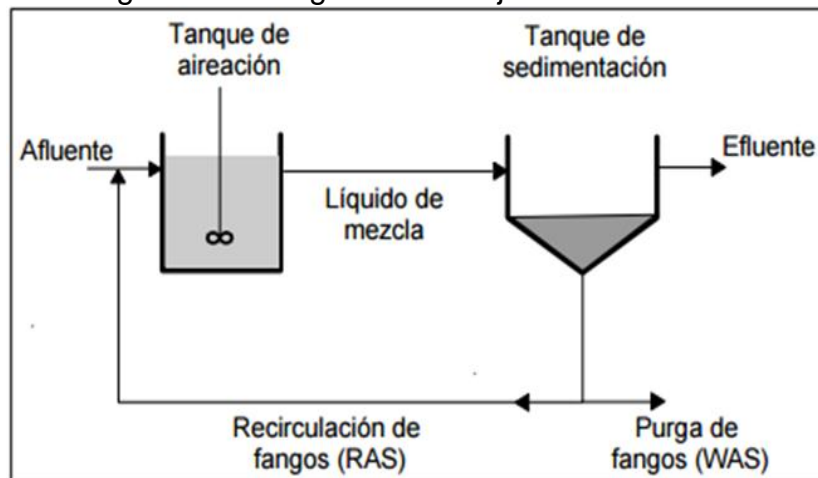 Tanque de
aireación
Tanque de
sedimentación
Afluente
Efluente
Líquido de
mezcla
Recirculación de
fangos (RAS)
Purga de
fangos (WAS)